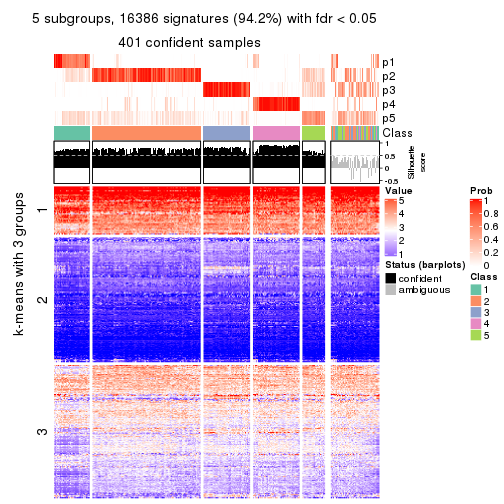 5 subgroups, 16386 signatures (94.2%) with fdr < 0.05
401 confident samples
p1
p2
p3
p4
p5
Class
1
0.5
0
-0.5
Silhouette
score
k-means with 3 groups
1
2
3
Value
5
4
3
2
1
Status (barplots)
confident
ambiguous
Prob
1
0.8
0.6
0.4
0.2
0
Class
1
2
3
4
5